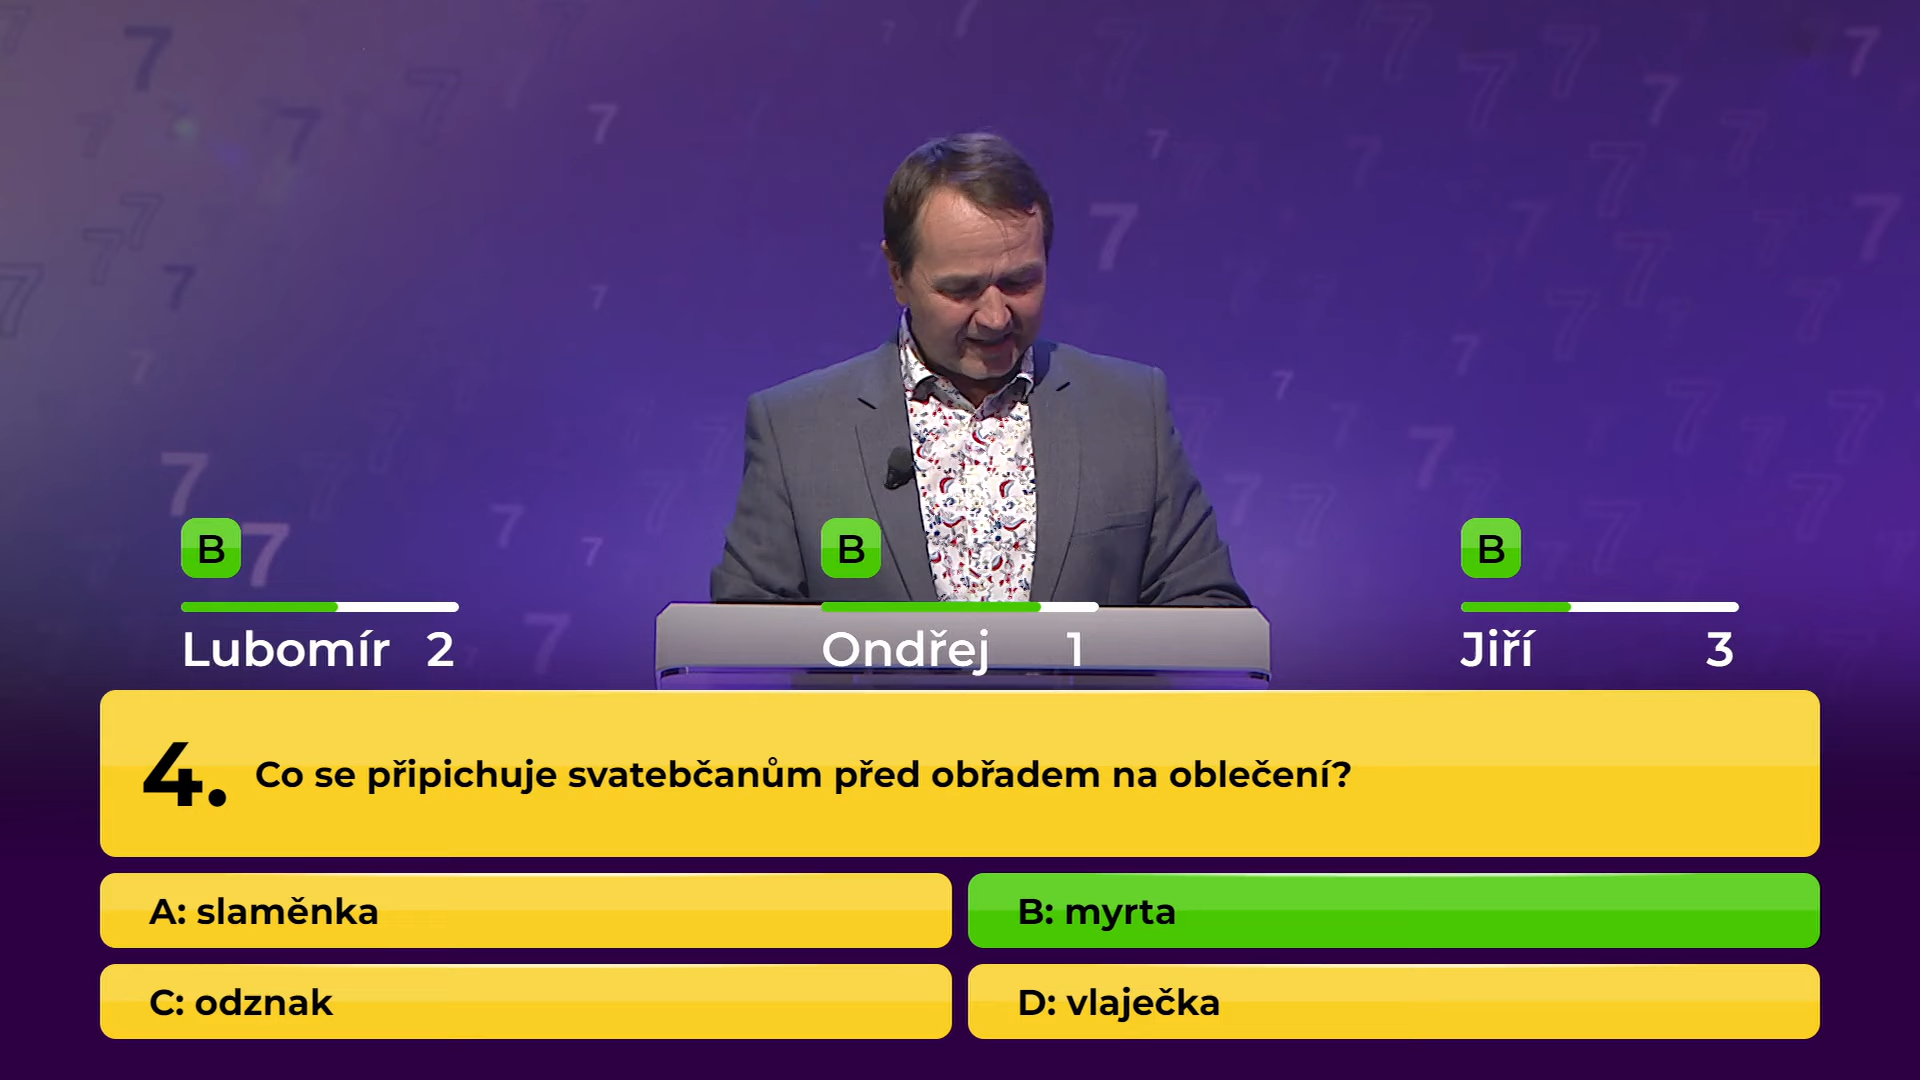 B
B
B
Lubomír 2
Ondřej 1
Jiří 3
4. Co se připichuje svatebčanům před obřadem na oblečení?
A: slaměnka
B: myrta
C: odznak
D: vlaječka